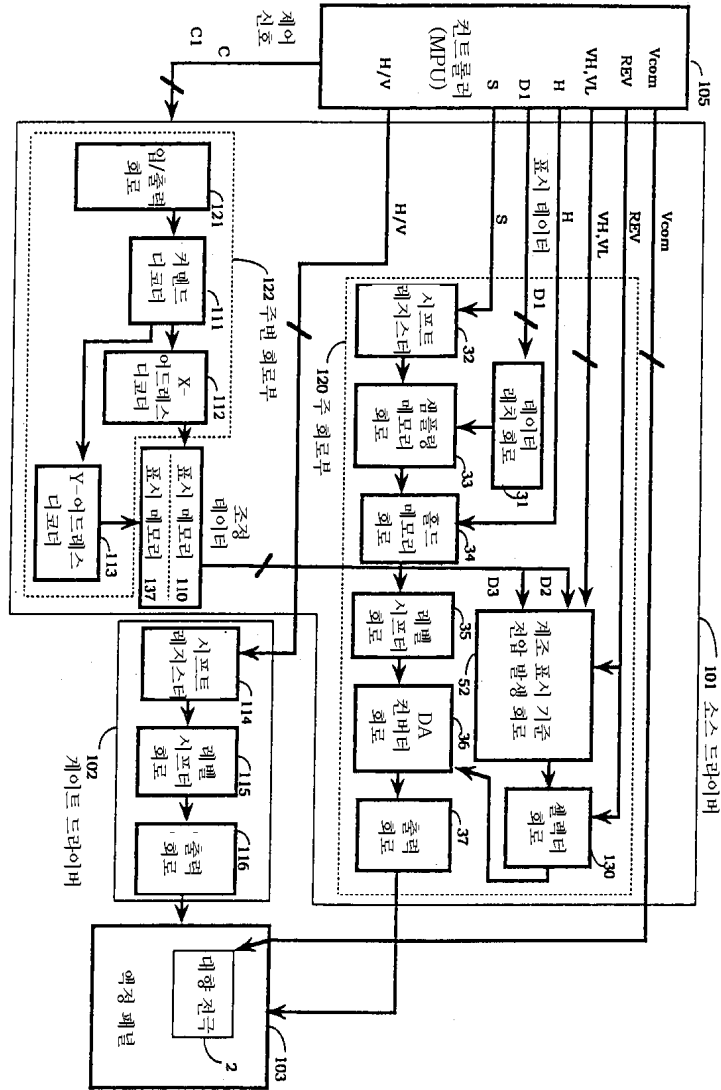 105
컨트롤러
(MPU)
Vcom
REV
VH,VL
H
D1
S
H/V
제어
신호
C
C1
Vcom
REV
VH,VL
H
표시 데이터
D1
S
H/V
101 소스 드라이버
120 주 회로부
데이터
래치 회로
31
시프트
레지스터
32
샘플링
메모리
회로
33
홀드
메모리
회로
34
레벨
시프터
회로
35
DA
컨버터
회로
36
출력
회로
37
D2
D3
계조 표시 기준
전압 발생 회로
52
셀렉터
회로
130
122 주변 회로부
입/출력
회로
121
커맨드
디코더
111
X-
어드레스
디코더
112
Y-어드레스
디코더
113
조정
데이터
표시 메모리 110
표시 메모리 137
시프트
레지스터
114
레벨
시프터
회로
115
출력
회로
116
102
게이트 드라이버
대향 전극
2
액정 패널
103